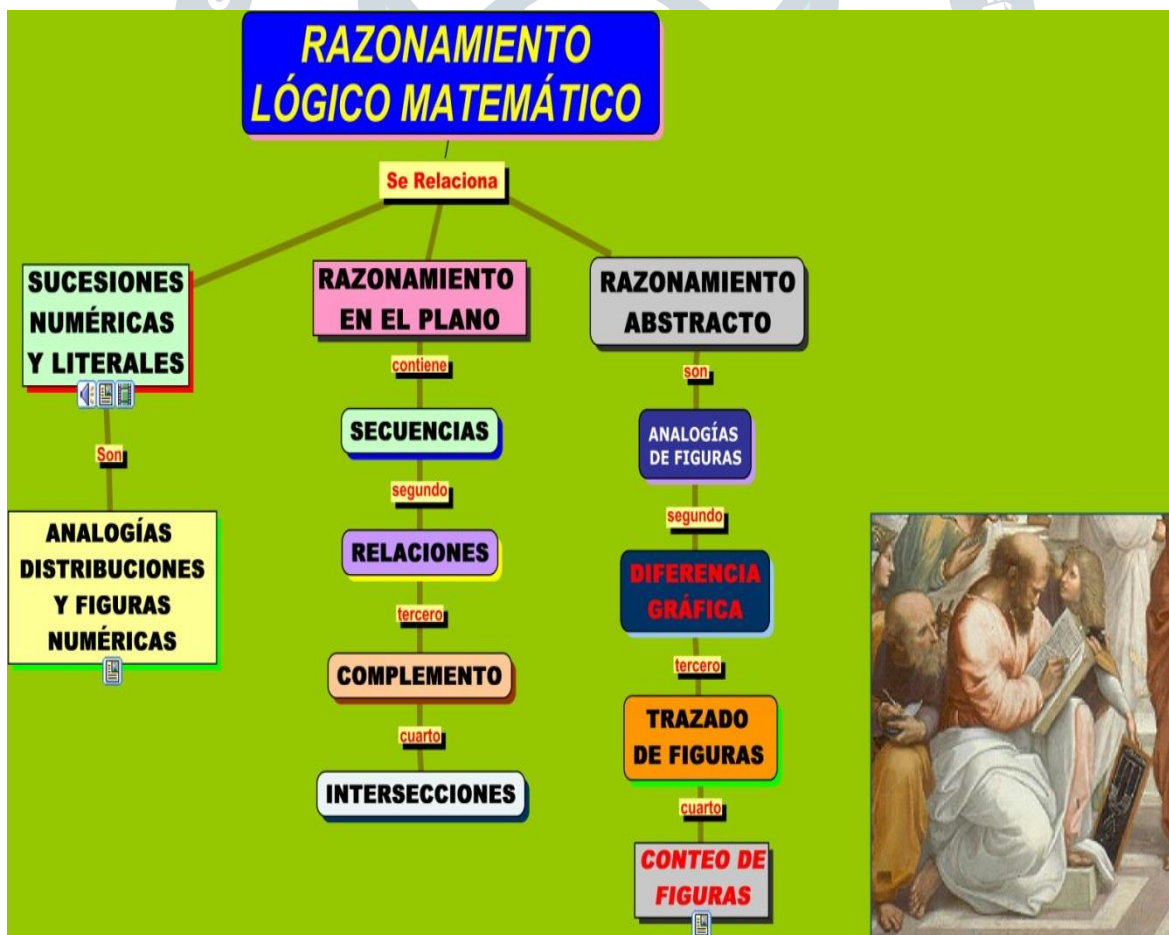 RAZONAMIENTO
LÓGICO MATEMÁTICO
Se Relaciona
SUCESIONES
NUMÉRICAS
Y LITERALES
Son
ANALOGÍAS
DISTRIBUCIONES
Y FIGURAS
NUMÉRICAS
RAZONAMIENTO
EN EL PLANO
contiene
SECUENCIAS
segundo
RELACIONES
tercero
COMPLEMENTO
cuarto
INTERSECCIONES
RAZONAMIENTO
ABSTRACTO
son
ANALOGÍAS
DE FIGURAS
segundo
DIFERENCIA
GRÁFICA
tercero
TRAZADO
DE FIGURAS
cuarto
CONTEO DE
FIGURAS